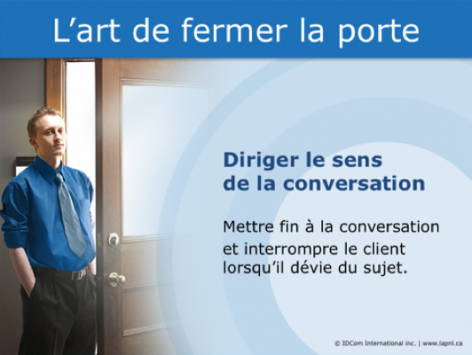 L'art de fermer la porte
Diriger le sens
de la conversation
Mettre fin à la conversation
et interrompre le client
lorsqu'il dévie du sujet.
© IDCom International inc. | www.lapnl.ca